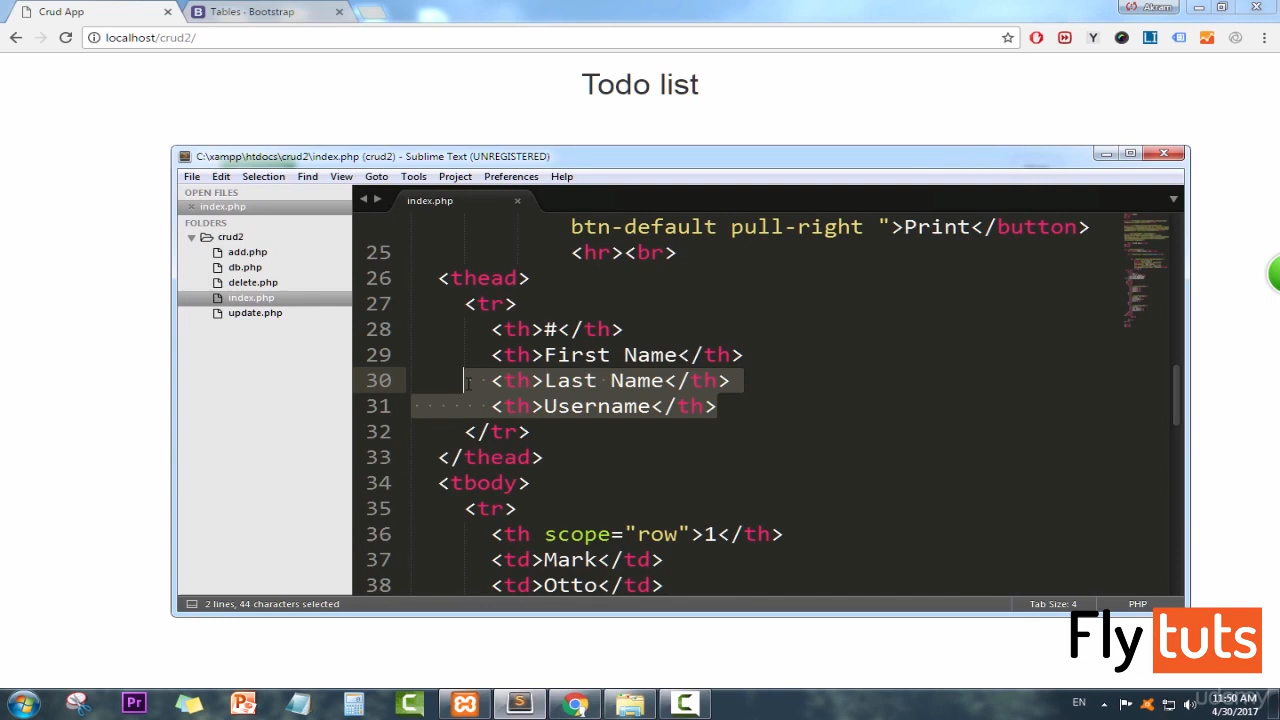 Crud App
Tables - Bootstrap
Akram
localhost/crud2/
Todo list
C:\xampp\htdocs\crud2\index.php (crud2) - Sublime Text (UNREGISTERED)
File Edit Selection Find View Goto Tools Project Preferences Help
OPEN FILES
index.php
FOLDERS
crud2
add.php
db.php
delete.php
index.php
update.php
index.php
btn-default pull-right ">Print</button>
25 <hr><br>
26 <thead>
27 <tr>
28 <th>#</th>
29 <th>First Name</th>
30 <th>Last Name</th>
31 <th>Username</th>
32 </tr>
33 </thead>
34 <tbody>
35 <tr>
36 <th scope="row">1</th>
37 <td>Mark</td>
38 <td>Otto</td>
2 lines, 44 characters selected
Tab Size: 4
PHP
Fly tuts
EN
11:50 AM
4/30/2017